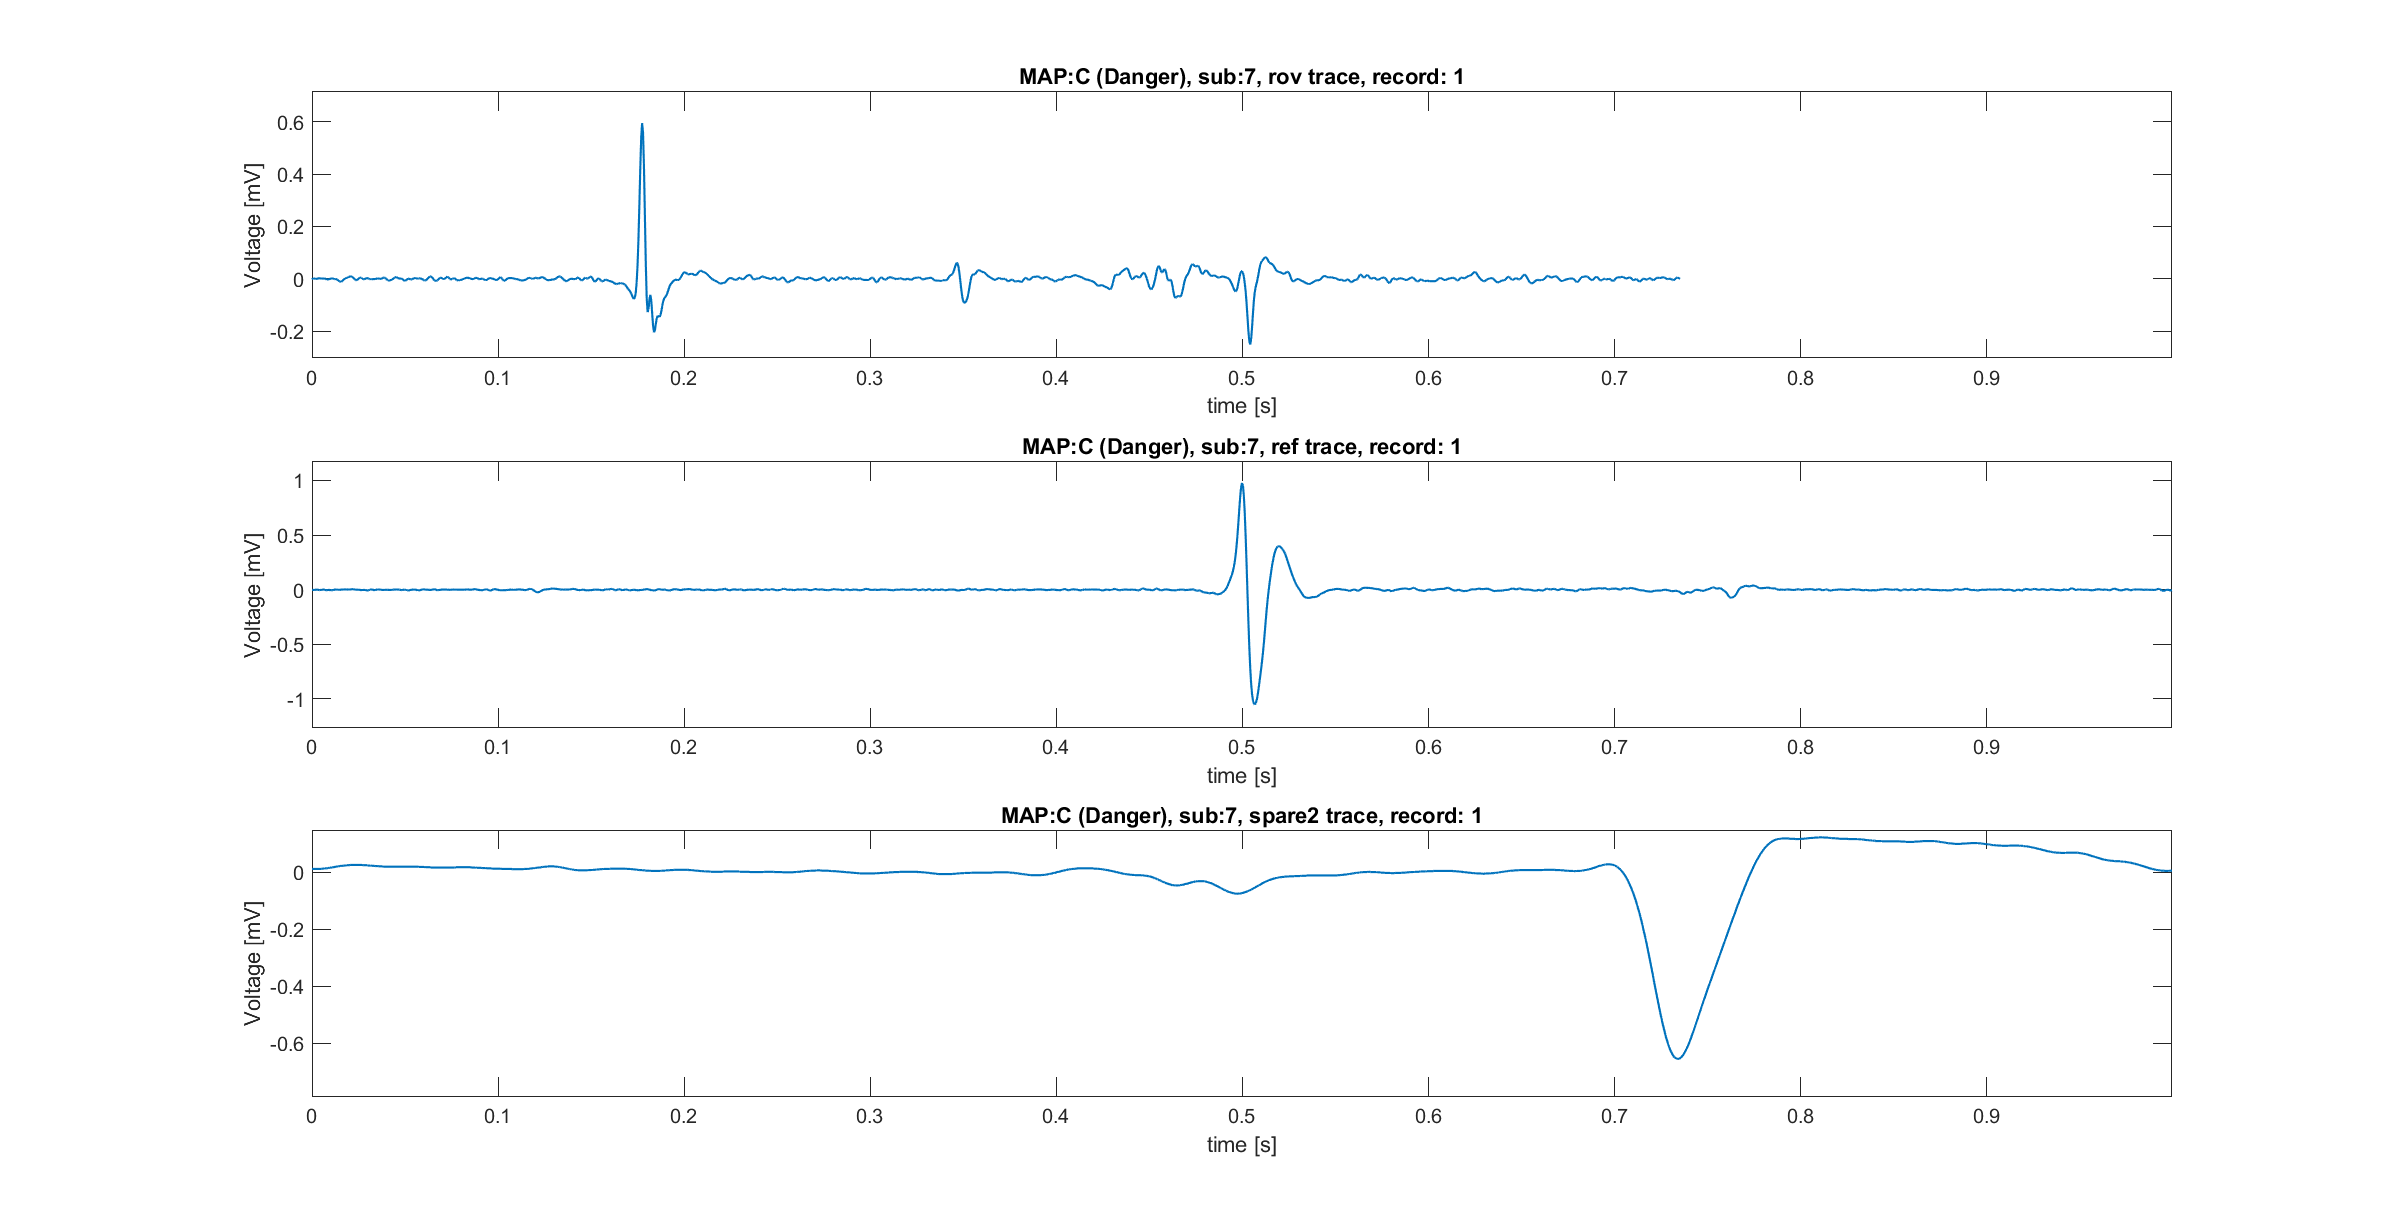 MAP:C (Danger), sub:7, rov trace, record: 1
Voltage [mV]
0.6
0.4
0.2
0
-0.2
0 0.1 0.2 0.3 0.4 0.5 0.6 0.7 0.8 0.9
time [s]
MAP:C (Danger), sub:7, ref trace, record: 1
Voltage [mV]
1
0.5
0
-0.5
-1
0 0.1 0.2 0.3 0.4 0.5 0.6 0.7 0.8 0.9
time [s]
MAP:C (Danger), sub:7, spare2 trace, record: 1
Voltage [mV]
0
-0.2
-0.4
-0.6
0 0.1 0.2 0.3 0.4 0.5 0.6 0.7 0.8 0.9
time [s]